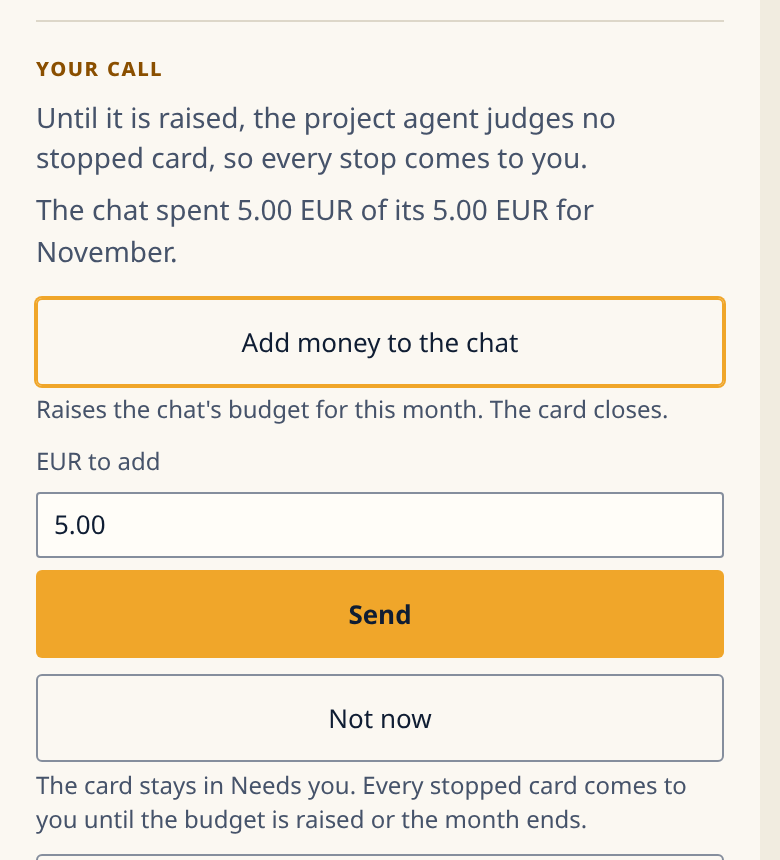 YOUR CALL
Until it is raised, the project agent judges no
stopped card, so every stop comes to you.
The chat spent 5.00 EUR of its 5.00 EUR for
November.
Add money to the chat
Raises the chat's budget for this month. The card closes.
EUR to add
5.00
Send
Not now
The card stays in Needs you. Every stopped card comes to
you until the budget is raised or the month ends.